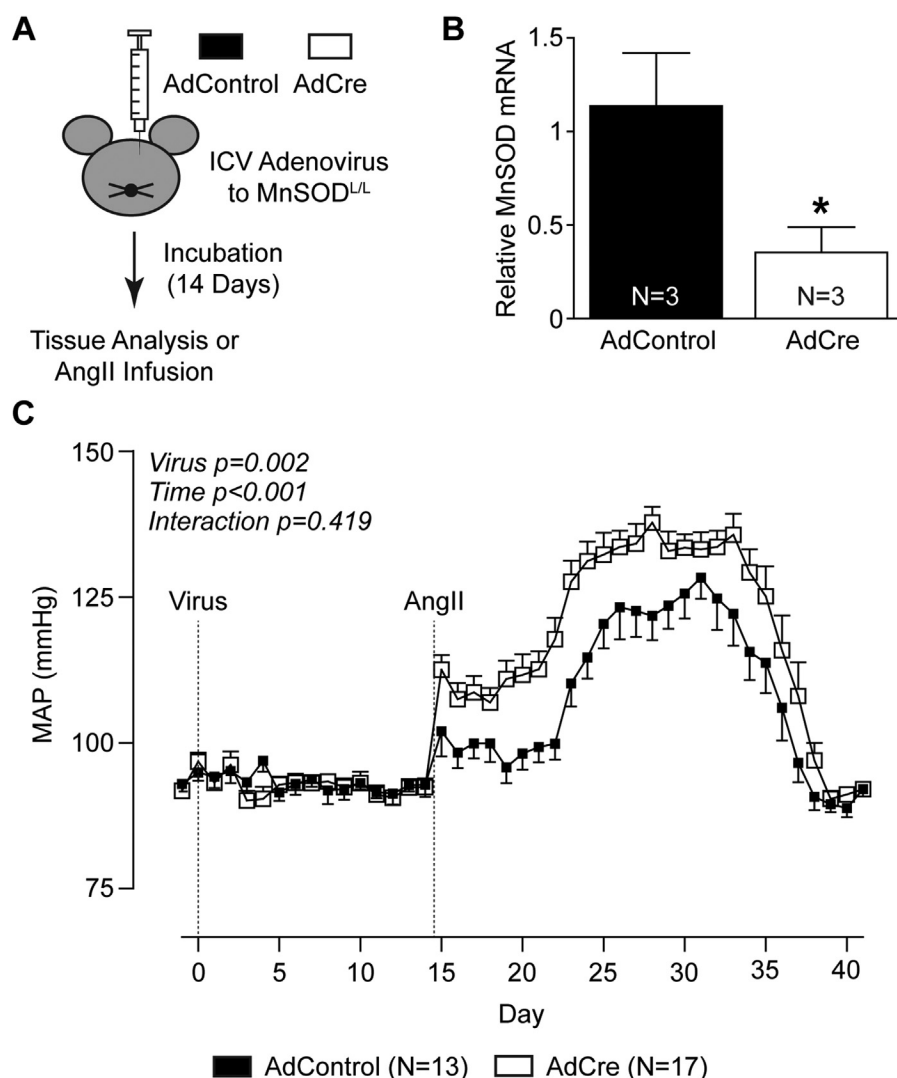 A
AdControl AdCre
ICV Adenovirus
to MnSOD^L/L
Incubation
(14 Days)
Tissue Analysis or
AngII Infusion
B
Relative MnSOD mRNA
1.5
1
0.5
0
*
N=3 N=3
AdControl AdCre
C
MAP (mmHg)
150
125
100
75
Virus p=0.002
Time p<0.001
Interaction p=0.419
Virus AngII
0 5 10 15 20 25 30 35 40
Day
AdControl (N=13) AdCre (N=17)